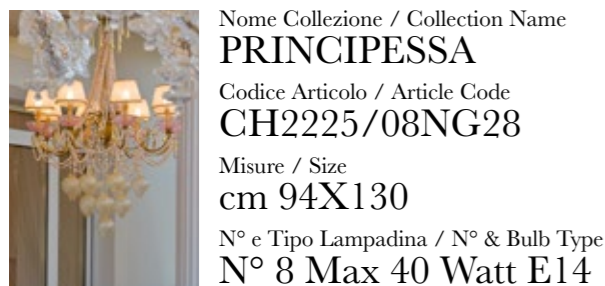 Nome Collezione / Collection Name
PRINCIPESSA
Codice Articolo / Article Code
CH2225/08NG28
Misure / Size
cm 94X130
N° e Tipo Lampadina / N° & Bulb Type
N° 8 Max 40 Watt E14